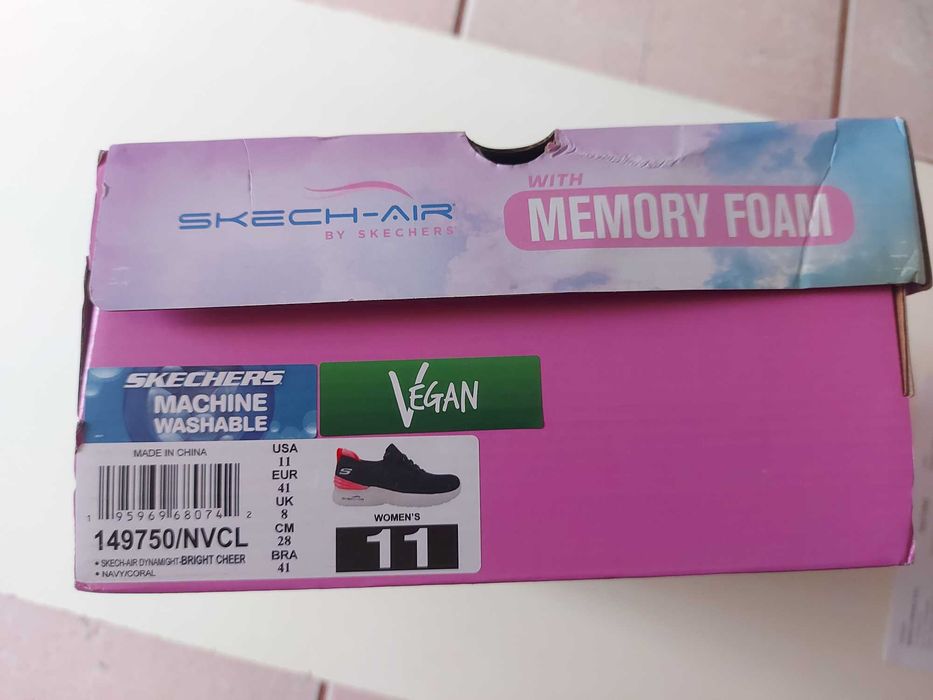 SKECH-AIR
BY SKECHERS
WITH
MEMORY FOAM
SKECHERS
MACHINE
WASHABLE
VEGAN
MADE IN CHINA
1 95969 68074 2
149750/NVCL
• SKECH-AIR DYNAMIGHT-BRIGHT CHEER
• NAVY/CORAL
USA
11
EUR
41
UK
8
CM
28
BRA
41
S
SKECH-AIR
WOMEN'S
11